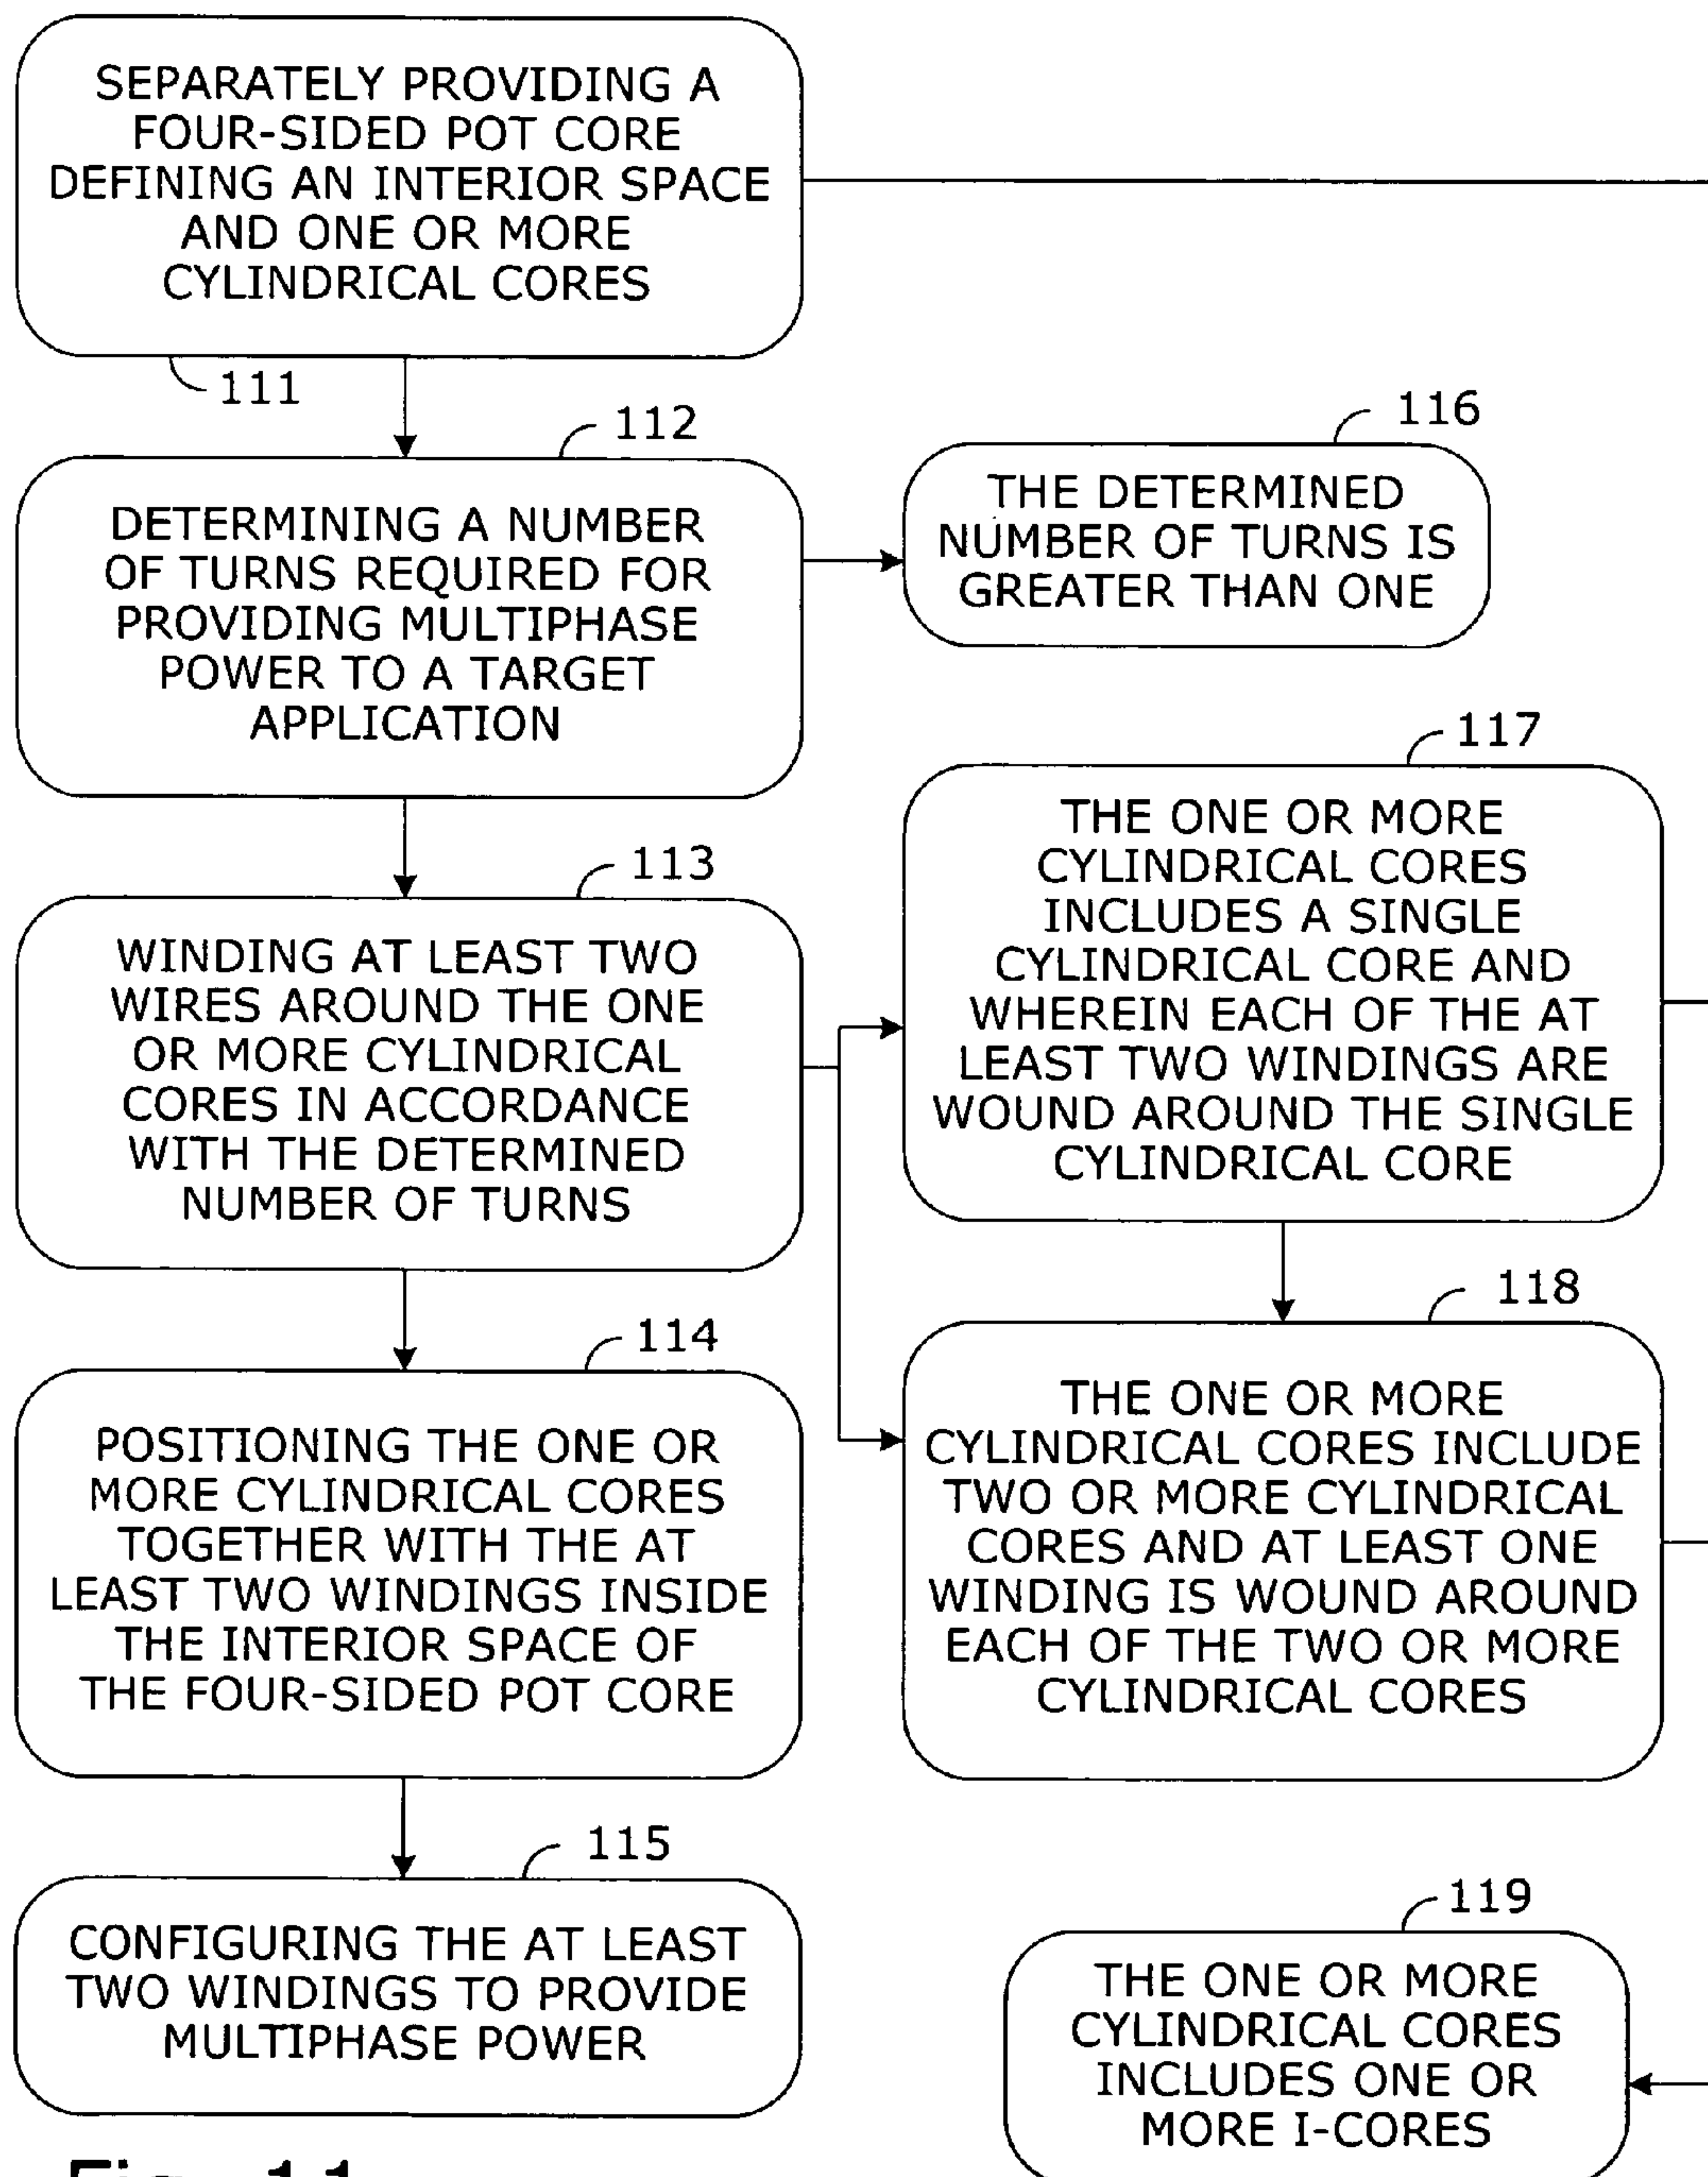 SEPARATELY PROVIDING A
FOUR-SIDED POT CORE
DEFINING AN INTERIOR SPACE
AND ONE OR MORE
CYLINDRICAL CORES
111
112
DETERMINING A NUMBER
OF TURNS REQUIRED FOR
PROVIDING MULTIPHASE
POWER TO A TARGET
APPLICATION
113
WINDING AT LEAST TWO
WIRES AROUND THE ONE
OR MORE CYLINDRICAL
CORES IN ACCORDANCE
WITH THE DETERMINED
NUMBER OF TURNS
114
POSITIONING THE ONE OR
MORE CYLINDRICAL CORES
TOGETHER WITH THE AT
LEAST TWO WINDINGS INSIDE
THE INTERIOR SPACE OF
THE FOUR-SIDED POT CORE
115
CONFIGURING THE AT LEAST
TWO WINDINGS TO PROVIDE
MULTIPHASE POWER
116
THE DETERMINED
NUMBER OF TURNS IS
GREATER THAN ONE
117
THE ONE OR MORE
CYLINDRICAL CORES
INCLUDES A SINGLE
CYLINDRICAL CORE AND
WHEREIN EACH OF THE AT
LEAST TWO WINDINGS ARE
WOUND AROUND THE SINGLE
CYLINDRICAL CORE
118
THE ONE OR MORE
CYLINDRICAL CORES INCLUDE
TWO OR MORE CYLINDRICAL
CORES AND AT LEAST ONE
WINDING IS WOUND AROUND
EACH OF THE TWO OR MORE
CYLINDRICAL CORES
119
THE ONE OR MORE
CYLINDRICAL CORES
INCLUDES ONE OR
MORE I-CORES
Fig. 11